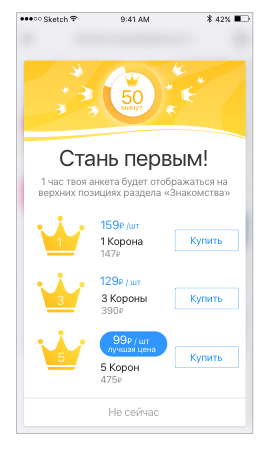 ●●●○○ Sketch 9:41 AM 42%
50
минут
Стань первым!
1 час твоя анкета будет отображаться на
верхних позициях раздела «Знакомства»
1
159₽ /шт
1 Корона
147₽
Купить
3
129₽ / шт
3 Короны
390₽
Купить
5
99₽ / шт
лучшая цена
5 Корон
475₽
Купить
Не сейчас